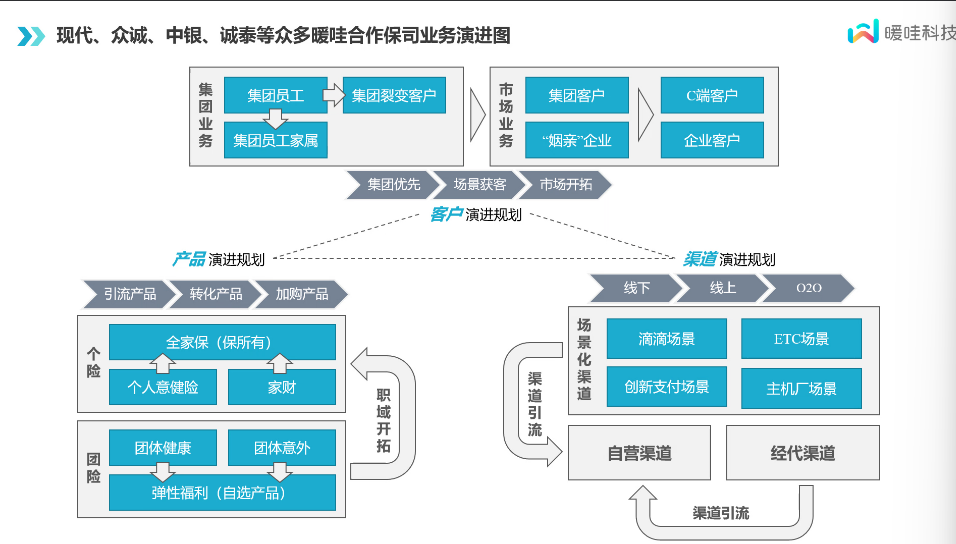 现代、众诚、中银、诚泰等众多暖哇合作保司业务演进图
暖哇科技
集团业务
集团员工
集团裂变客户
集团员工家属
市场业务
集团客户
C端客户
“姻亲”企业
企业客户
集团优先
场景获客
市场开拓
客户 演进规划
产品 演进规划
渠道 演进规划
引流产品
转化产品
加购产品
线下
线上
O2O
个险
全家保（保所有）
个人意健险
家财
团险
团体健康
团体意外
弹性福利（自选产品）
职域开拓
场景化渠道
滴滴场景
ETC场景
创新支付场景
主机厂场景
渠道引流
自营渠道
经代渠道
渠道引流